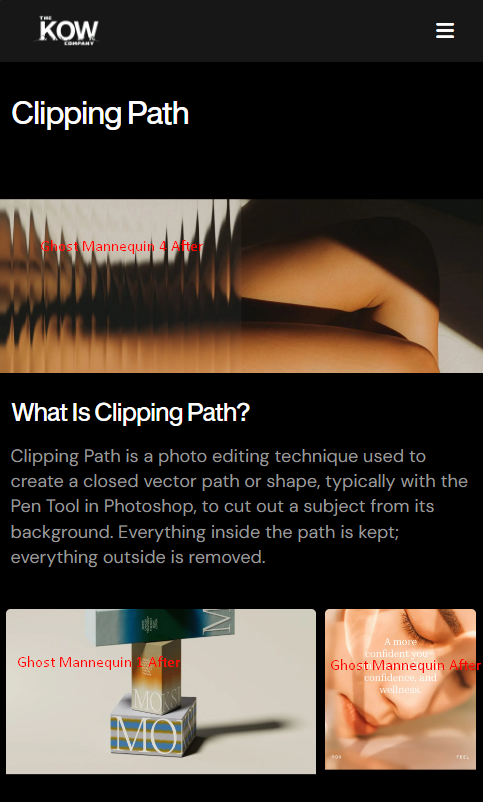 THE
KOW
COMPANY
Clipping Path
Ghost Mannequin 4 After
What Is Clipping Path?
Clipping Path is a photo editing technique used to
create a closed vector path or shape, typically with the
Pen Tool in Photoshop, to cut out a subject from its
background. Everything inside the path is kept;
everything outside is removed.
Ghost Mannequin 1 After
MO
MO
A more
confident you
Ghost Mannequin After
confidence, and
wellness.
FEEL